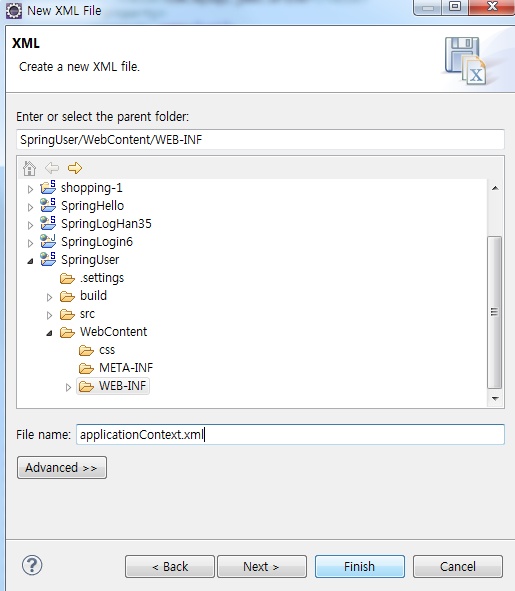 New XML File
XML
Create a new XML file.
Enter or select the parent folder:
SpringUser/WebContent/WEB-INF
shopping-1
SpringHello
SpringLogHan35
SpringLogin6
SpringUser
.settings
build
src
WebContent
css
META-INF
WEB-INF
File name: applicationContext.xml
Advanced >>
< Back Next > Finish Cancel